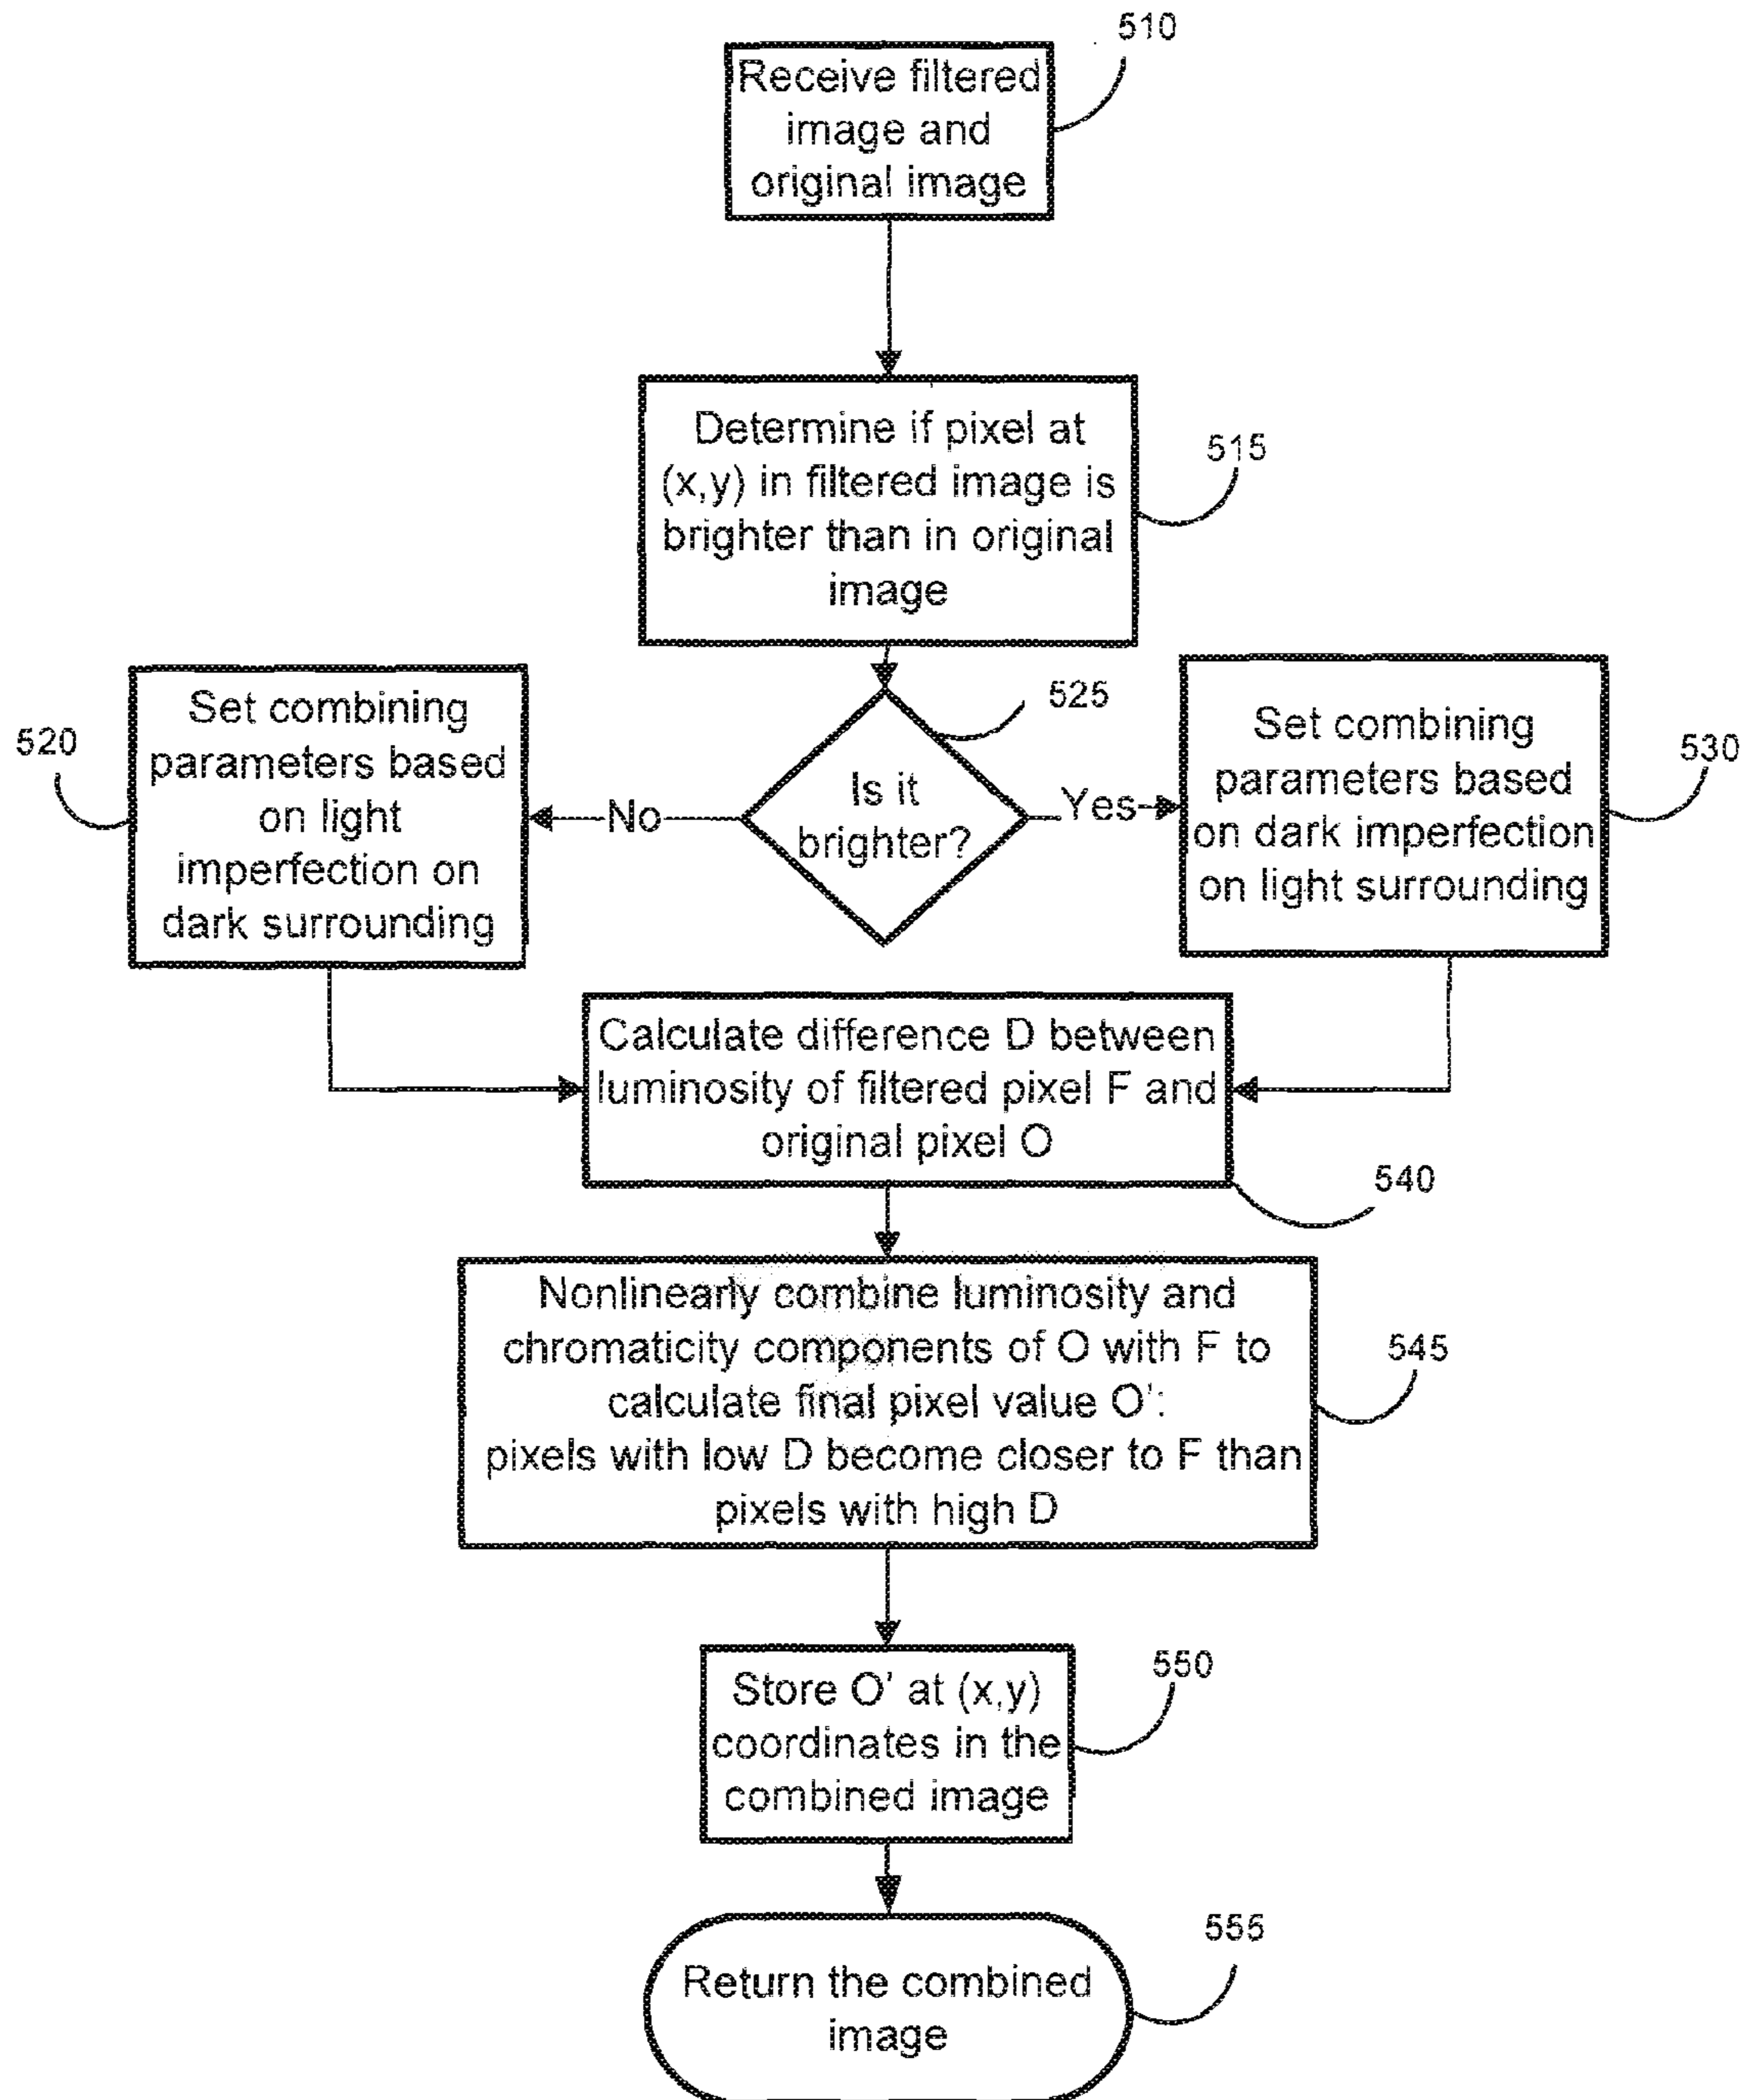 510
Receive filtered
image and
original image
Determine if pixel at
(x,y) in filtered image is
brighter than in original
image
515
525
Is it
brighter?
No
Yes
520
Set combining
parameters based
on light
imperfection on
dark surrounding
Set combining
parameters based
on dark imperfection
on light surrounding
530
Calculate difference D between
luminosity of filtered pixel F and
original pixel O
540
Nonlinearly combine luminosity and
chromaticity components of O with F to
calculate final pixel value O':
pixels with low D become closer to F than
pixels with high D
545
Store O' at (x,y)
coordinates in the
combined image
550
Return the combined
image
555